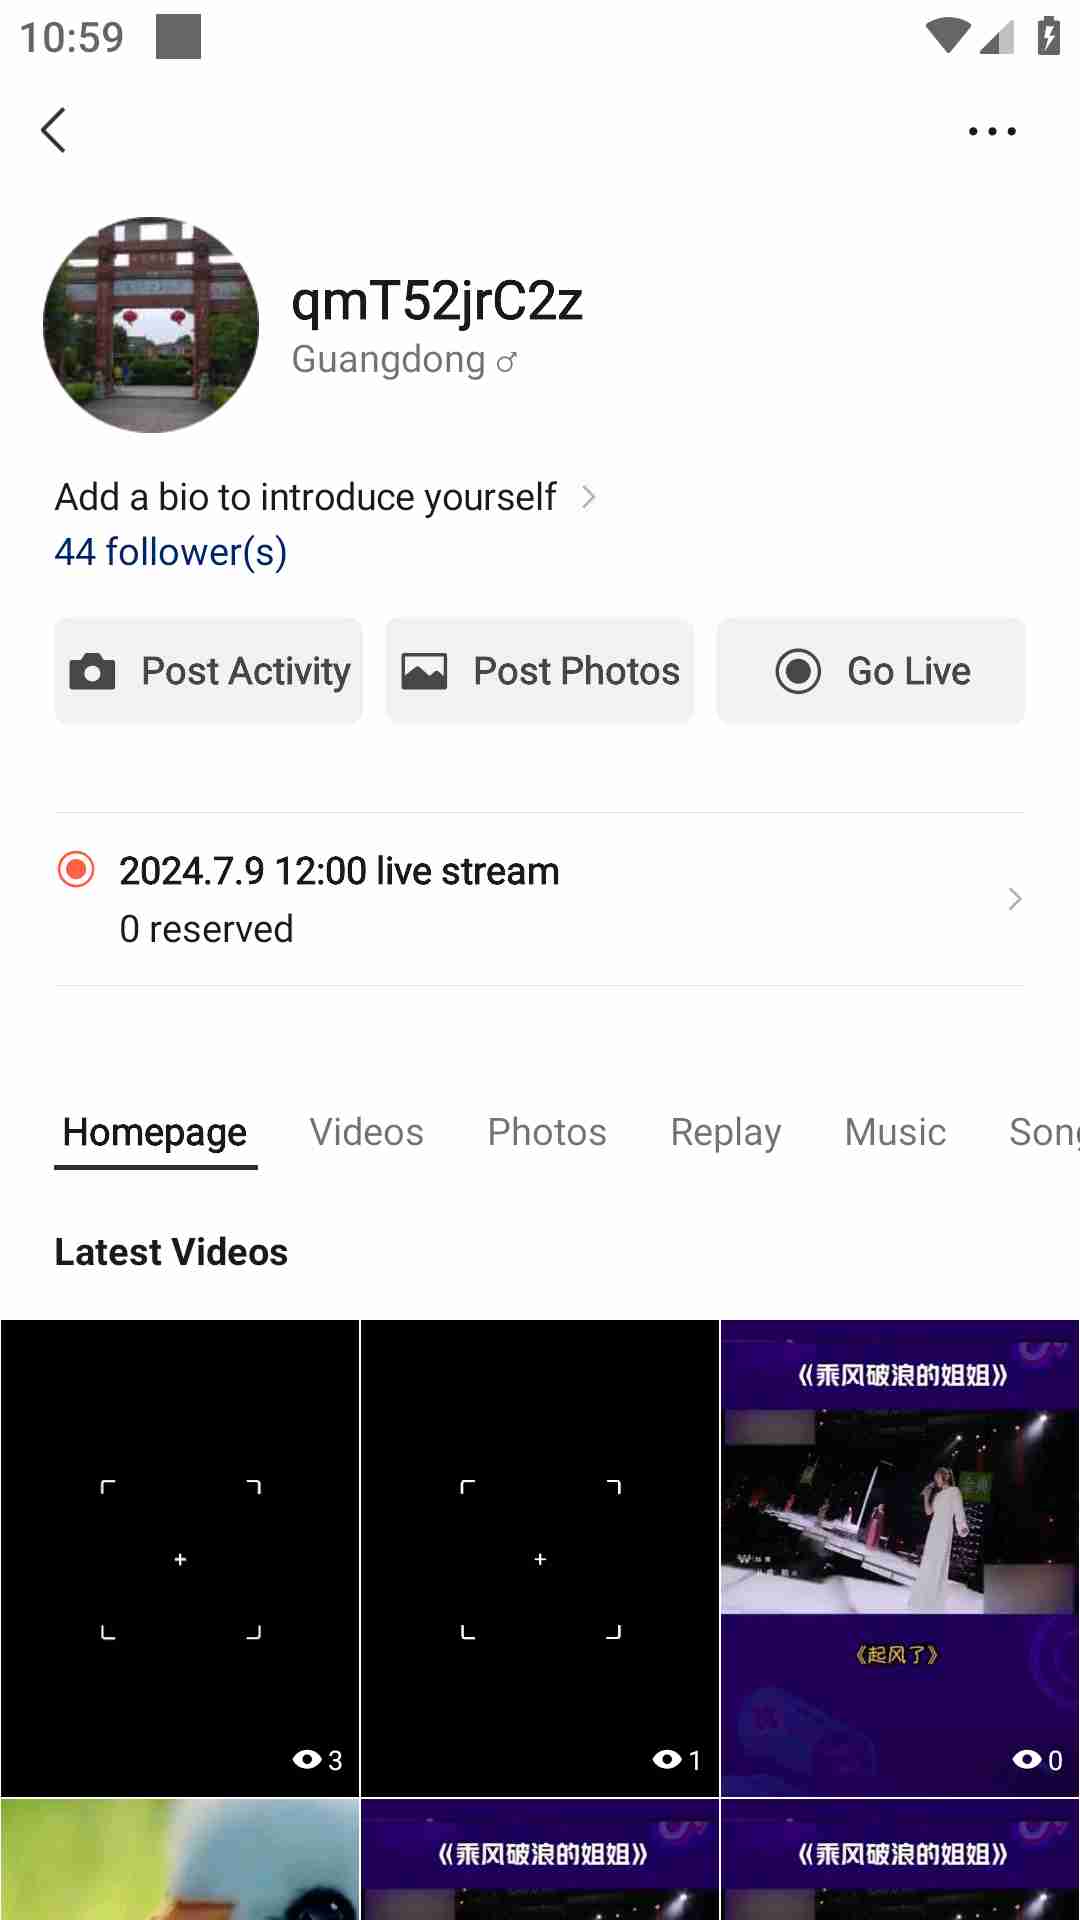 10:59
qmT52jrC2z
Guangdong ♂
Add a bio to introduce yourself
44 follower(s)
Post Activity
Post Photos
Go Live
2024.7.9 12:00 live stream
0 reserved
Homepage
Videos
Photos
Replay
Music
Song
Latest Videos
《乘风破浪的姐姐》
《起风了》
3
1
0
《乘风破浪的姐姐》
《乘风破浪的姐姐》